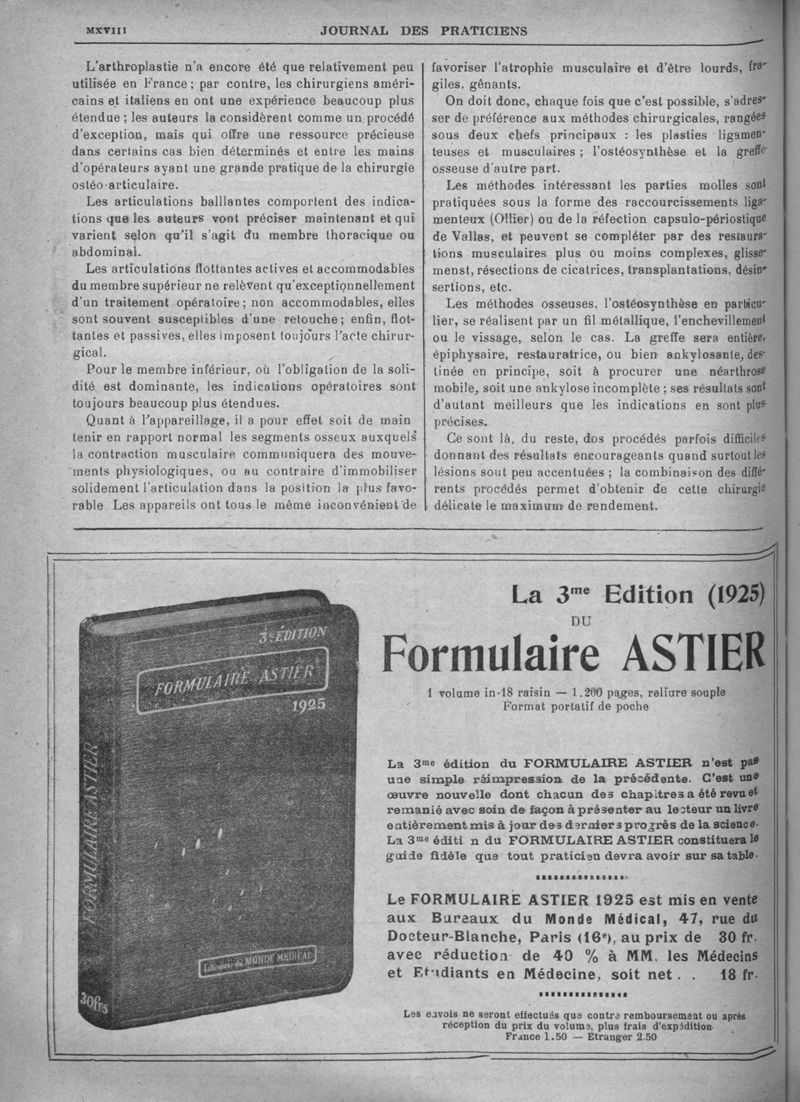 MXVIII
JOURNAL DES PRATICIENS
L'arthroplastie n'a encore été que relativement peu
utilisée en France ; par contre, les chirurgiens améri-
cains et italiens en ont une expérience beaucoup plus
étendue ; les auteurs la considèrent comme un procédé
d'exception, mais qui offre une ressource précieuse
dans certains cas bien déterminés et entre les mains
d'opérateurs ayant une grande pratique de la chirurgie
ostéo-articulaire.
Les articulations ballantes comportent des indica-
tions que les auteurs vont préciser maintenant et qui
varient selon qu'il s'agit du membre thoracique ou
abdominal.
Les articulations flottantes actives et accommodables
du membre supérieur ne relèvent qu'exceptionnellement
d'un traitement opératoire ; non accommodables, elles
sont souvent susceptibles d'une retouche ; enfin, flot-
tantes et passives, elles imposent toujours l'acte chirur-
gical.
Pour le membre inférieur, où l'obligation de la soli-
dité est dominante, les indications opératoires sont
toujours beaucoup plus étendues.
Quant à l'appareillage, il a pour effet soit de main
tenir en rapport normal les segments osseux auxquels
la contraction musculaire communiquera des mouve-
ments physiologiques, ou au contraire d'immobiliser
solidement l'articulation dans la position la plus favo-
rable. Les appareils ont tous le même inconvénient de
favoriser l'atrophie musculaire et d'être lourds, fra-
giles, gênants.
On doit donc, chaque fois que c'est possible, s'adres-
ser de préférence aux méthodes chirurgicales, rangées
sous deux chefs principaux : les plasties ligamen-
teuses et musculaires ; l'ostéosynthèse et la greffe
osseuse d'autre part.
Les méthodes intéressant les parties molles sont
pratiquées sous la forme des raccourcissements liga-
menteux (Ollier) ou de la réfection capsulo-périostique
de Vallas, et peuvent se compléter par des restaura-
tions musculaires plus ou moins complexes, glisse-
menst, résections de cicatrices, transplantations, désin-
sertions, etc.
Les méthodes osseuses, l'ostéosynthèse en particu-
lier, se réalisent par un fil métallique, l'enchevillement
ou le vissage, selon le cas. La greffe sera entière,
épiphysaire, restauratrice, ou bien ankylosante, des-
tinée en principe, soit à procurer une néarthrose
mobile, soit une ankylose incomplète ; ses résultats sont
d'autant meilleurs que les indications en sont plus
précises.
Ce sont là, du reste, dos procédés parfois difficiles
donnant des résultats encourageants quand surtout les
lésions sont peu accentuées ; la combinaison des diffé-
rents procédés permet d'obtenir de cette chirurgie
délicate le maximum de rendement.
3e ÉDITION
FORMULAIRE ASTIER
1925
FORMULAIRE ASTIER
Librairie du MONDE MÉDICAL
30frs
La 3me Edition (1925)
DU
Formulaire ASTIER
1 volume in-18 raisin — 1.200 pages, reliure souple
Format portatif de poche
La 3me édition du FORMULAIRE ASTIER n'est pas
une simple réimpression de la précédente. C'est une
œuvre nouvelle dont chacun des chapitres a été revu et
remanié avec soin de façon à présenter au lecteur un livre
entièrement mis à jour des derniers progrès de la science.
La 3me éditi n du FORMULAIRE ASTIER constituera le
guide fidèle que tout praticien devra avoir sur sa table.
Le FORMULAIRE ASTIER 1925 est mis en vente
aux Bureaux du Monde Médical, 47, rue du
Docteur-Blanche, Paris (16e), au prix de 30 fr.
avec réduction de 40 % à MM. les Médecins
et Etudiants en Médecine, soit net . . 18 fr.
Les envois ne seront effectués que contre remboursement ou après
réception du prix du volume, plus frais d'expédition
France 1.50 — Etranger 2.50